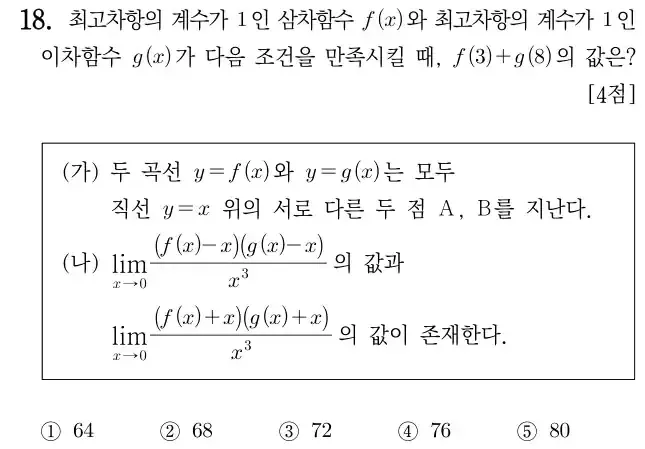 18. 최고차항의 계수가 1인 삼차함수 f(x)와 최고차항의 계수가 1인
이차함수 g(x)가 다음 조건을 만족시킬 때, f(3)+g(8)의 값은?
[4점]
(가) 두 곡선 y=f(x)와 y=g(x)는 모두
직선 y=x 위의 서로 다른 두 점 A, B를 지난다.
(나) lim_{x→0} (f(x)-x)(g(x)-x)/x^3 의 값과
lim_{x→0} (f(x)+x)(g(x)+x)/x^3 의 값이 존재한다.
① 64 ② 68 ③ 72 ④ 76 ⑤ 80